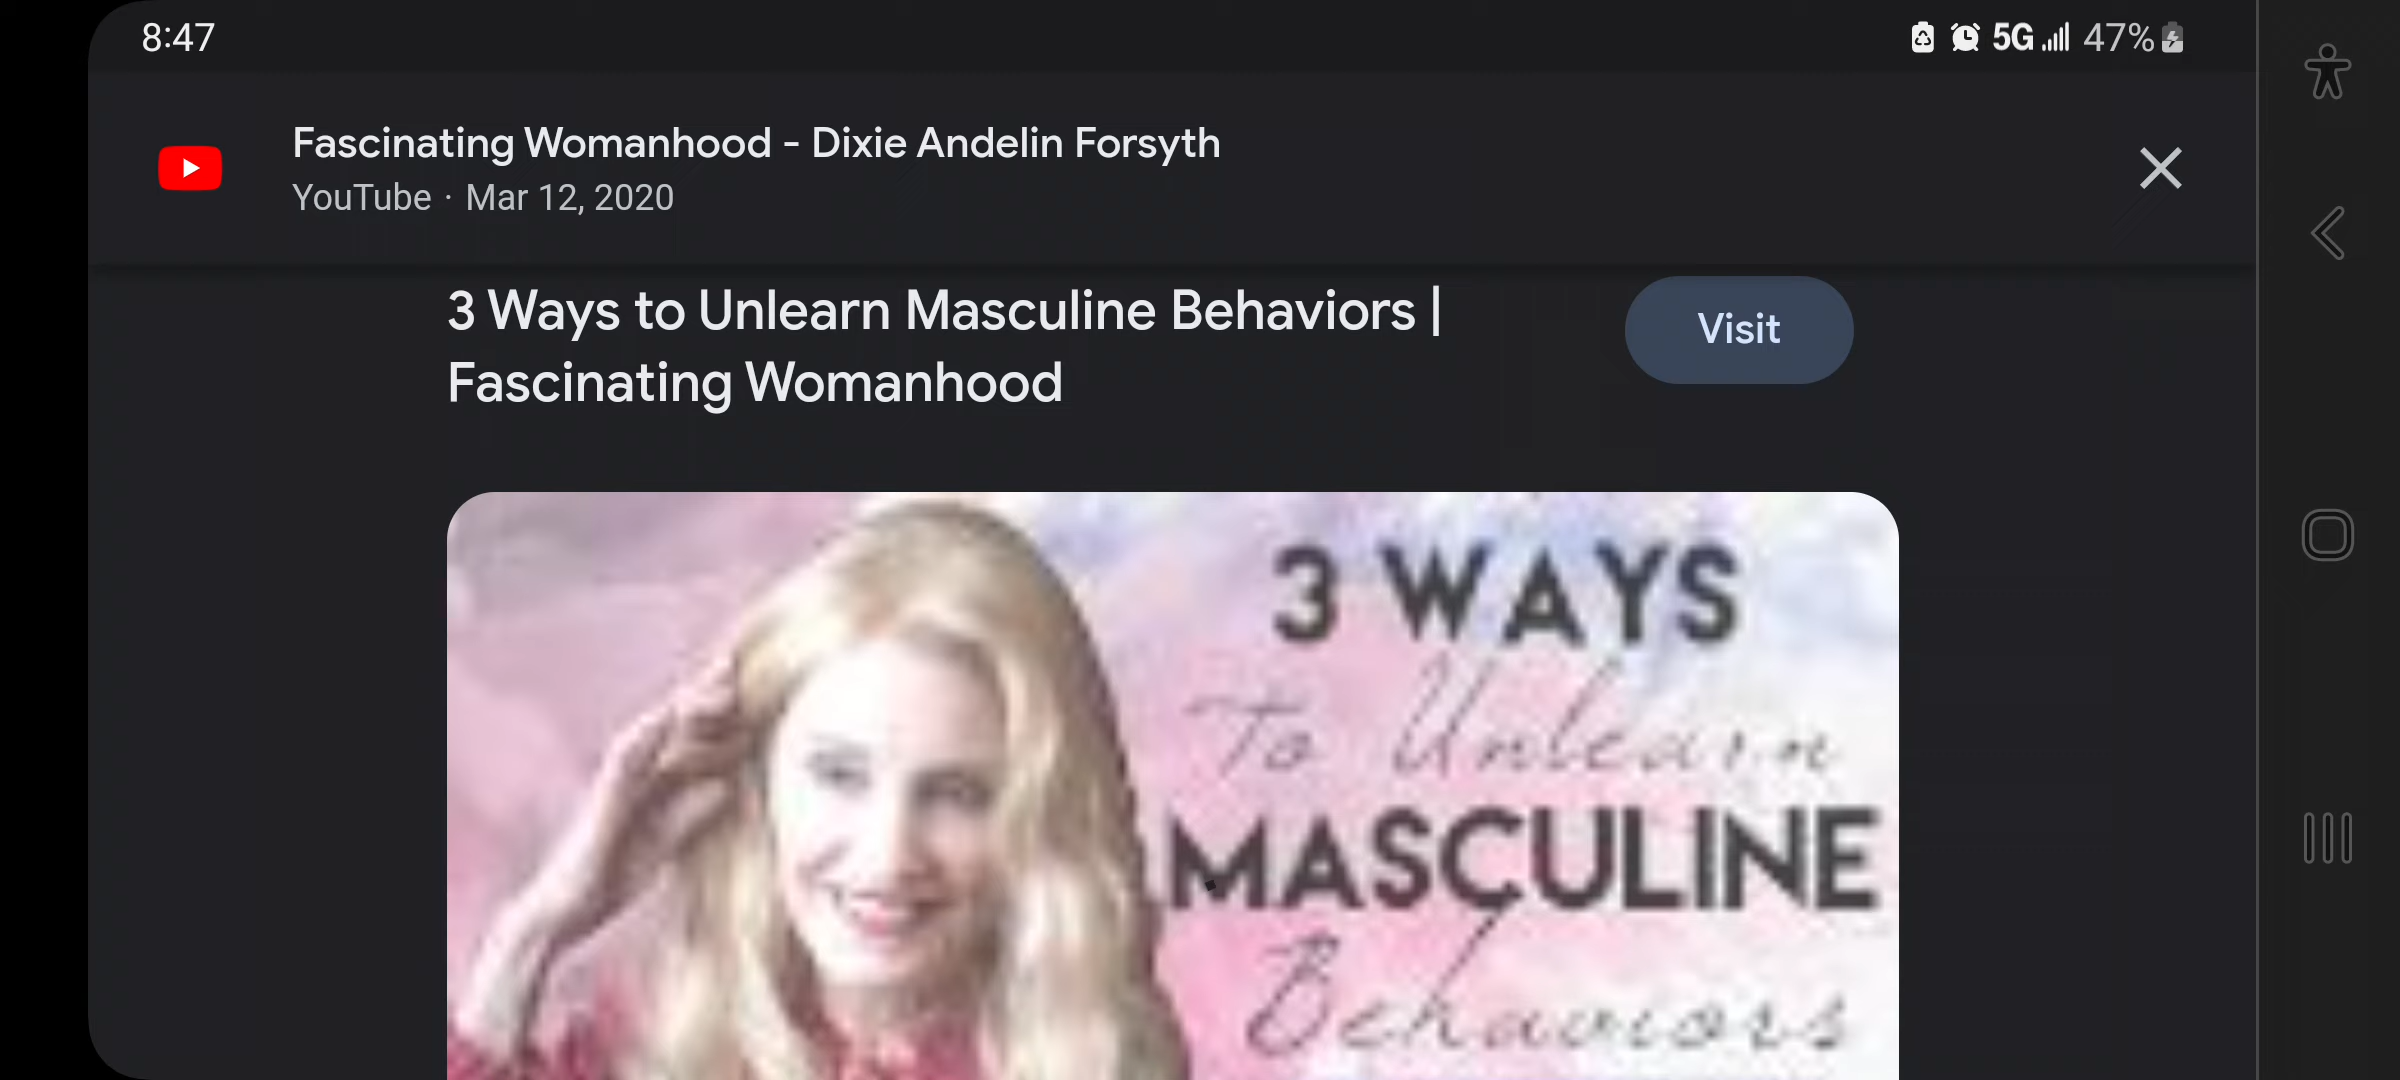 8:47
5G 47%
Fascinating Womanhood - Dixie Andelin Forsyth
YouTube · Mar 12, 2020
3 Ways to Unlearn Masculine Behaviors |
Fascinating Womanhood
Visit
3 WAYS
To Unlearn
MASCULINE
Behaviors